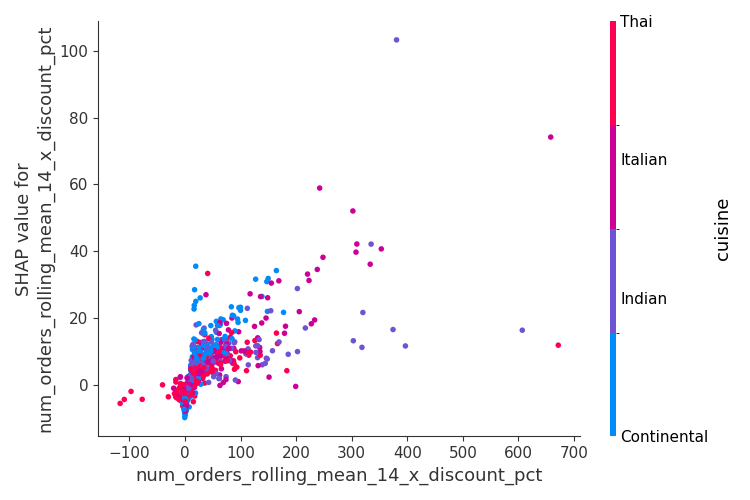 SHAP value for
num_orders_rolling_mean_14_x_discount_pct
100
80
60
40
20
0
−100
0
100
200
300
400
500
600
700
num_orders_rolling_mean_14_x_discount_pct
Thai
Italian
Indian
Continental
cuisine